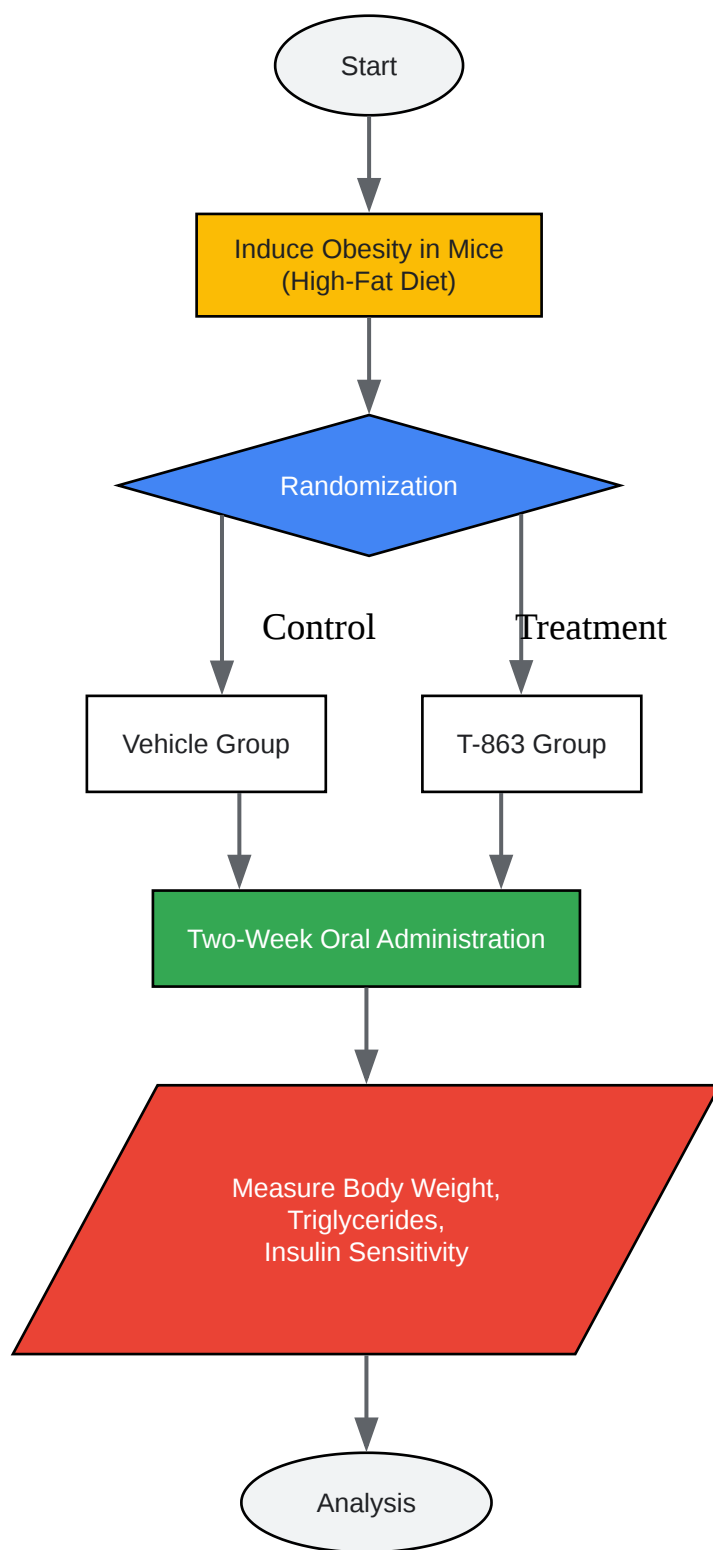 Start
Induce Obesity in Mice
(High-Fat Diet)
Randomization
Control
Treatment
Vehicle Group
T-863 Group
Two-Week Oral Administration
Measure Body Weight,
Triglycerides,
Insulin Sensitivity
Analysis